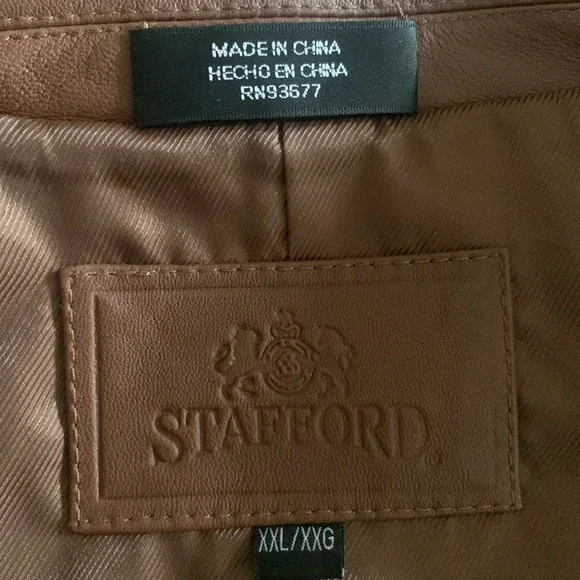 MADE IN CHINA
HECHO EN CHINA
RN93677
STAFFORD®
XXL/XXG